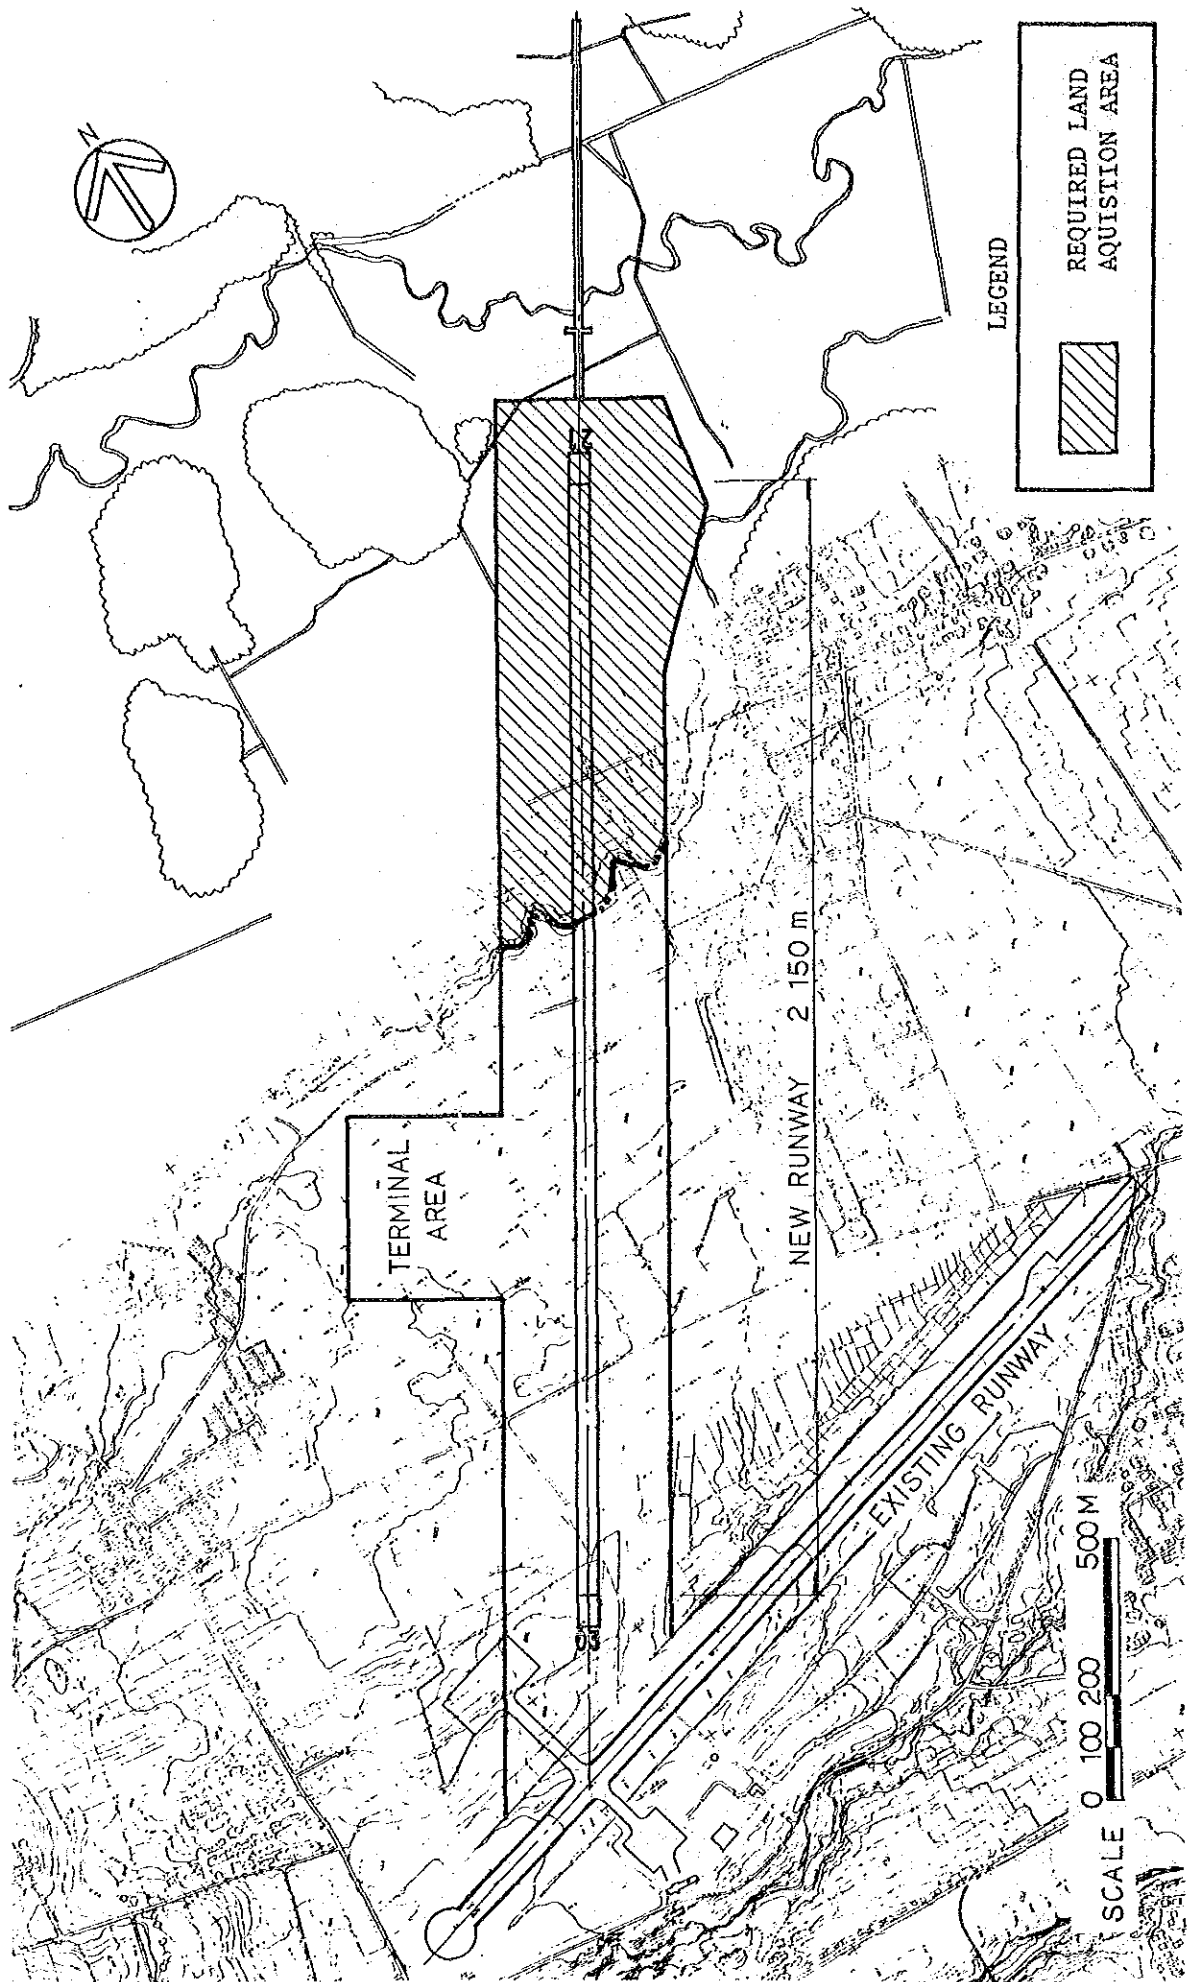 N
LEGEND
REQUIRED LAND
AQUISTION AREA
21
TERMINAL
AREA
NEW RUNWAY 2 150 m
03
EXISTING RUNWAY
SCALE 0 100 200 500 M